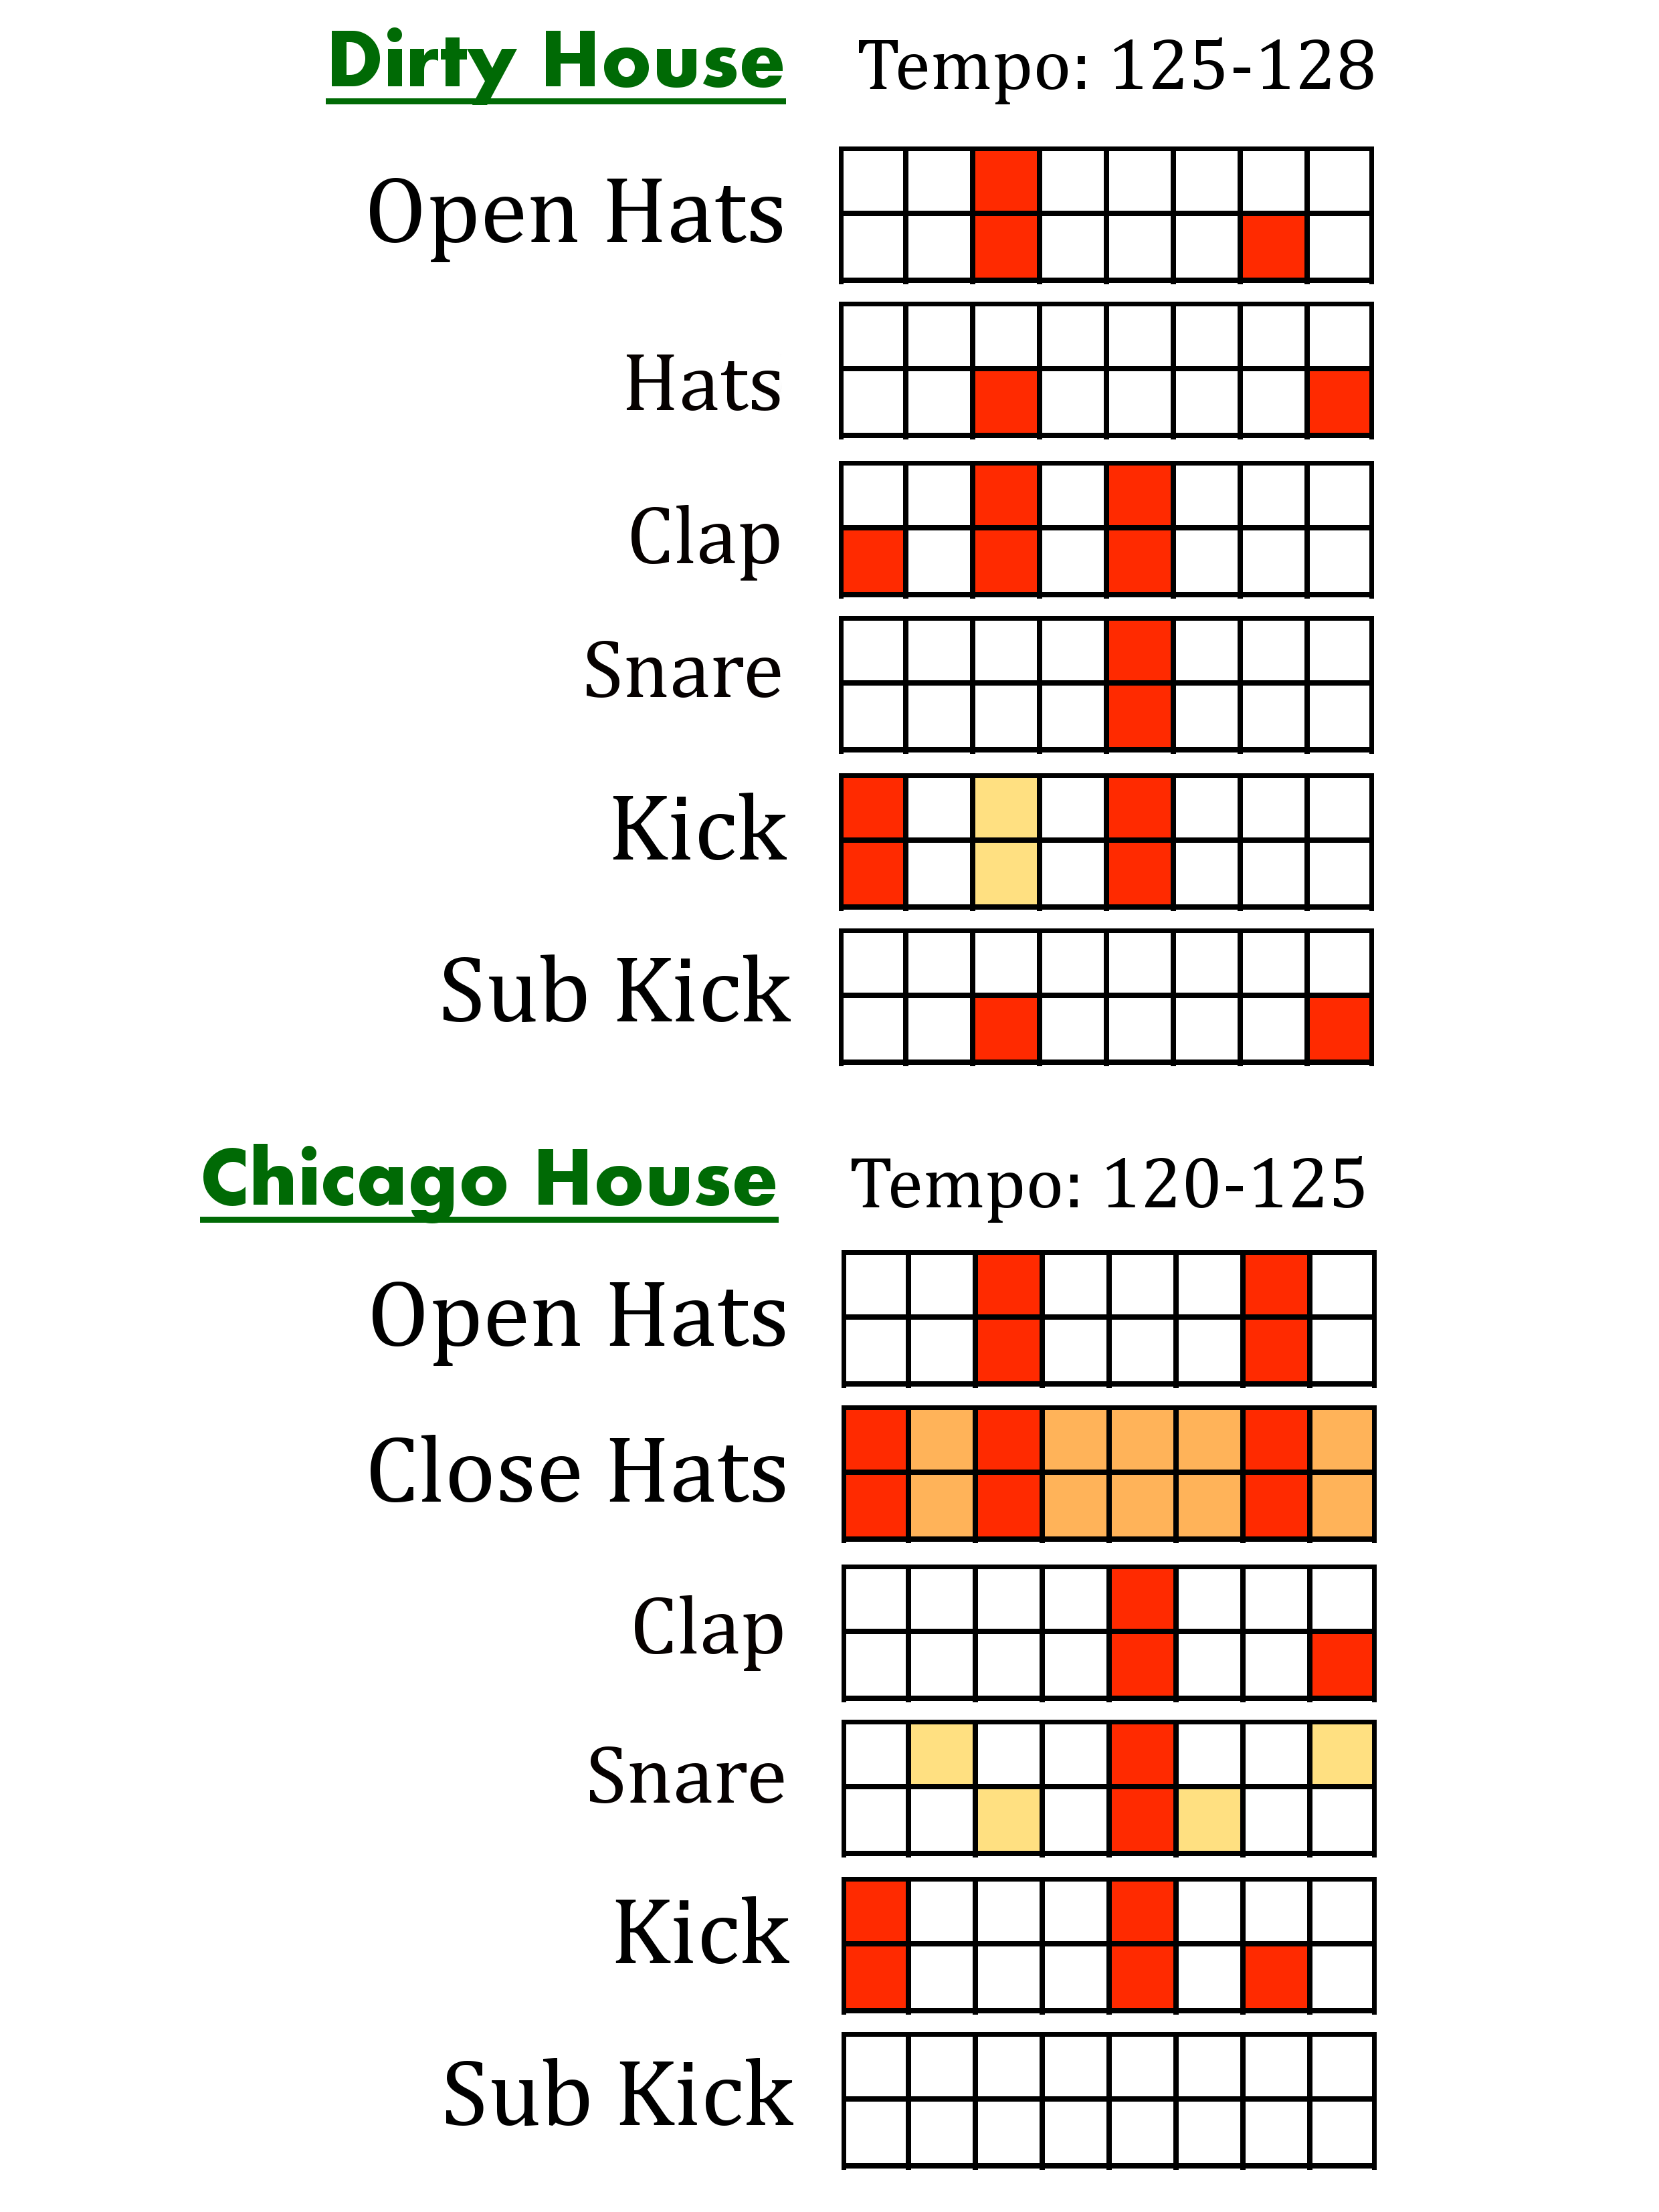 Dirty House Tempo: 125-128
Open Hats
Hats
Clap
Snare
Kick
Sub Kick
Chicago House Tempo: 120-125
Open Hats
Close Hats
Clap
Snare
Kick
Sub Kick